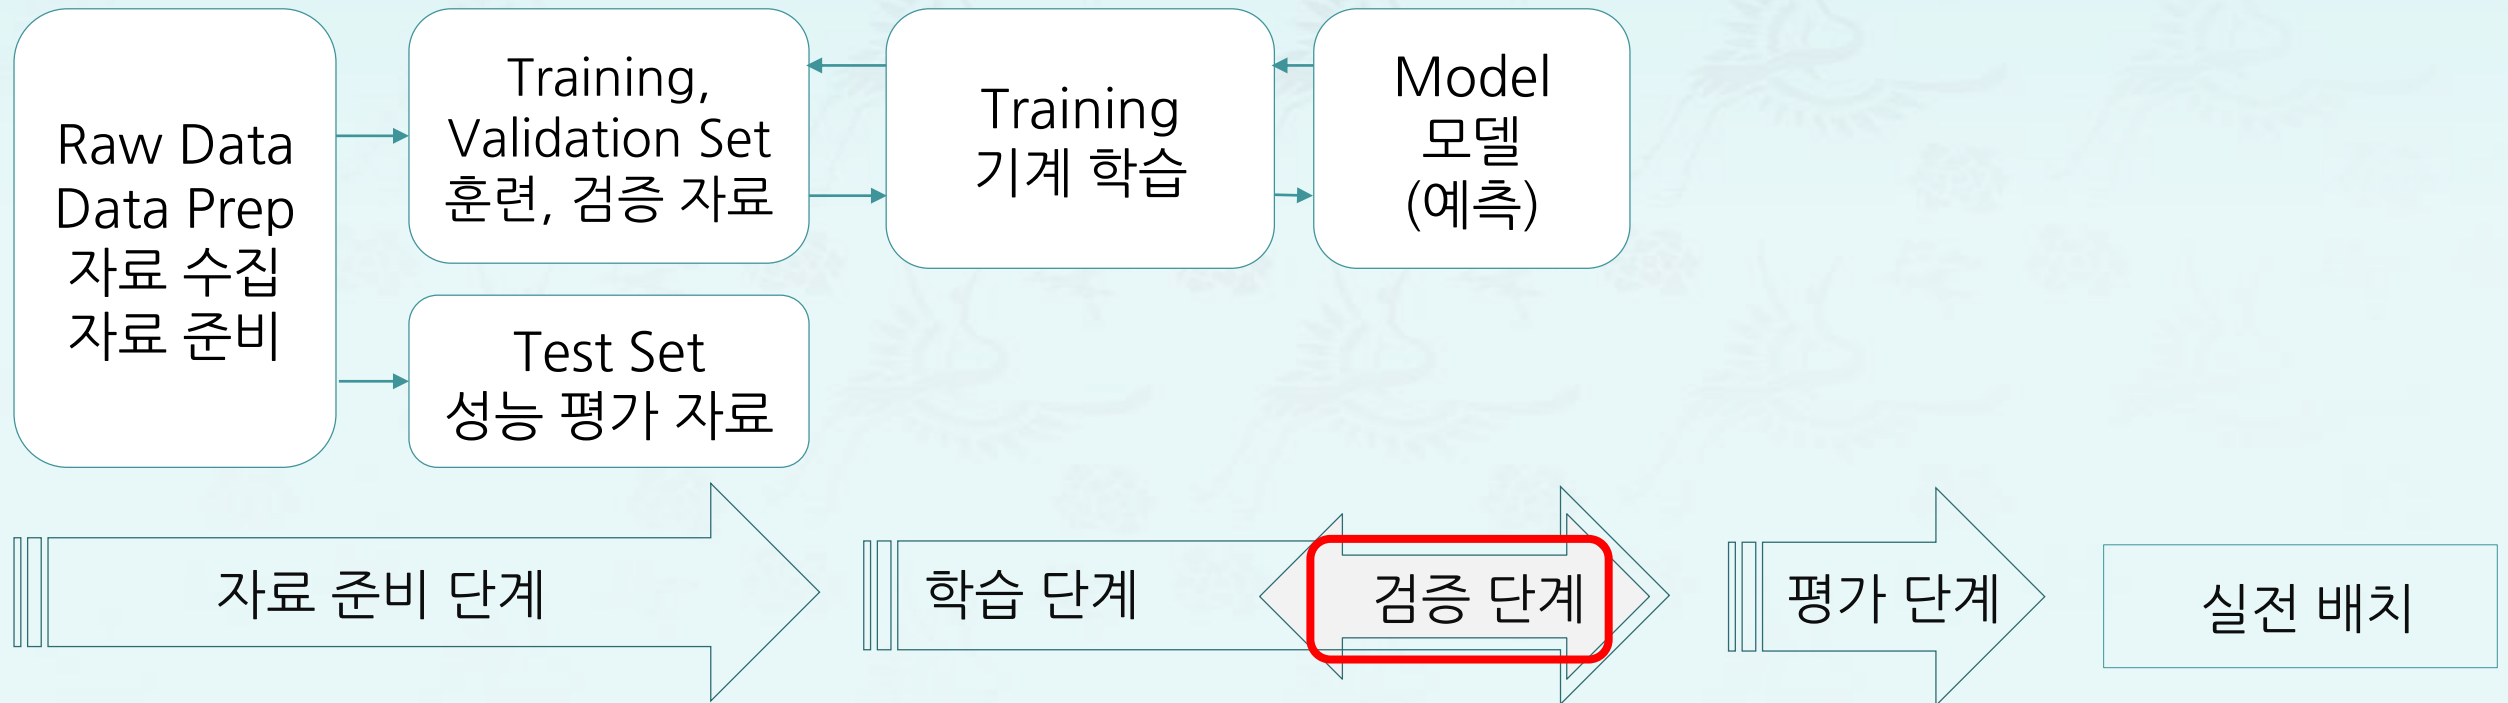 Raw Data
Data Prep
자료 수집
자료 준비
Training,
Validation Set
훈련, 검증 자료
Test Set
성능 평가 자료
Training
기계 학습
Model
모델
(예측)
자료 준비 단계
학습 단계
검증 단계
평가 단계
실전 배치